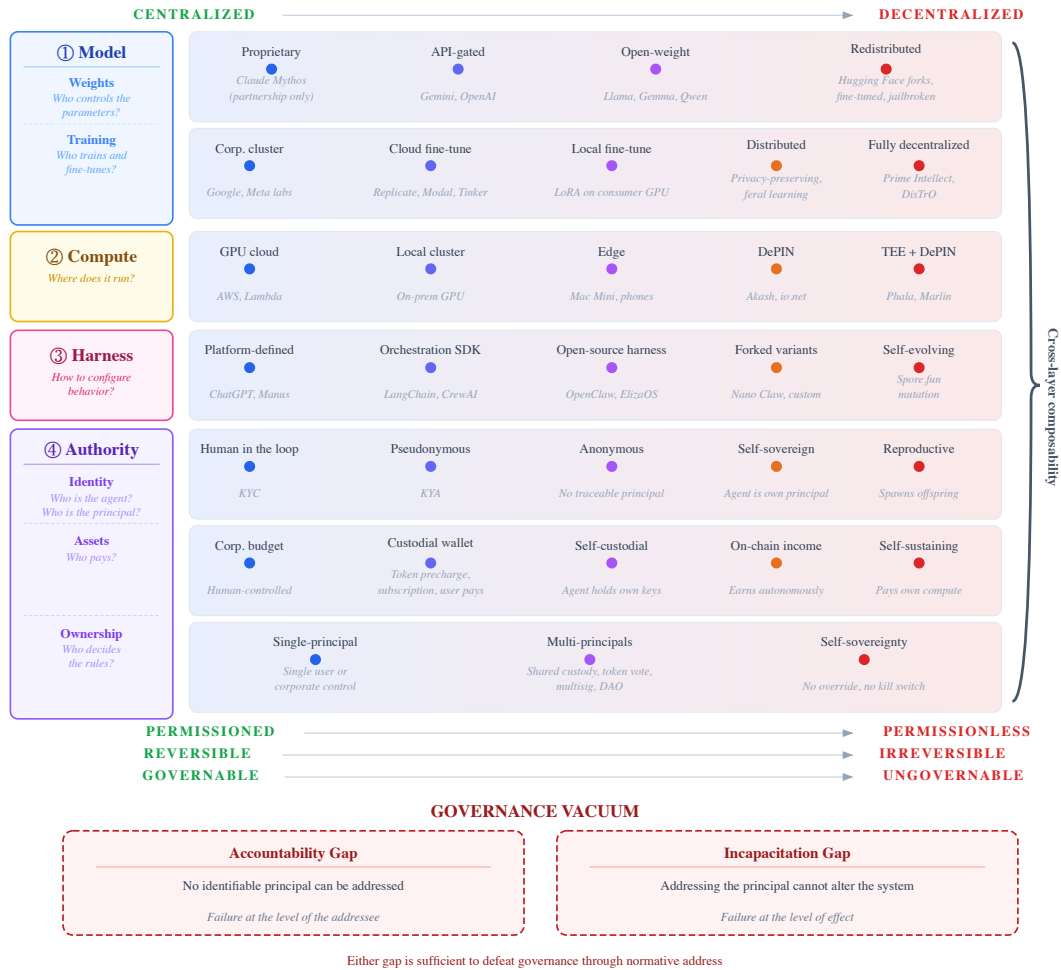 CENTRALIZED
DECENTRALIZED
① Model
Weights
Who controls the
parameters?
Training
Who trains and
fine-tunes?
Proprietary
Claude Mythos
(partnership only)
API-gated
Gemini, OpenAI
Open-weight
Llama, Gemma, Qwen
Redistributed
Hugging Face forks,
fine-tuned, jailbroken
Corp. cluster
Google, Meta labs
Cloud fine-tune
Replicate, Modal, Tinker
Local fine-tune
LoRA on consumer GPU
Distributed
Privacy-preserving,
feral learning
Fully decentralized
Prime Intellect,
DisTrO
② Compute
Where does it run?
GPU cloud
AWS, Lambda
Local cluster
On-prem GPU
Edge
Mac Mini, phones
DePIN
Akash, io.net
TEE + DePIN
Phala, Marlin
③ Harness
How to configure
behavior?
Platform-defined
ChatGPT, Manus
Orchestration SDK
LangChain, CrewAI
Open-source harness
OpenClaw, ElizaOS
Forked variants
Nano Claw, custom
Self-evolving
Spore.fun
mutation
④ Authority
Identity
Who is the agent?
Who is the principal?
Assets
Who pays?
Ownership
Who decides
the rules?
Human in the loop
KYC
Pseudonymous
KYA
Anonymous
No traceable principal
Self-sovereign
Agent is own principal
Reproductive
Spawns offspring
Corp. budget
Human-controlled
Custodial wallet
Token precharge,
subscription, user pays
Self-custodial
Agent holds own keys
On-chain income
Earns autonomously
Self-sustaining
Pays own compute
Single-principal
Single user or
corporate control
Multi-principals
Shared custody, token vote,
multisig, DAO
Self-sovereignty
No override, no kill switch
Cross-layer composability
PERMISSIONED
PERMISSIONLESS
REVERSIBLE
IRREVERSIBLE
GOVERNABLE
UNGOVERNABLE
GOVERNANCE VACUUM
Accountability Gap
No identifiable principal can be addressed
Failure at the level of the addressee
Incapacitation Gap
Addressing the principal cannot alter the system
Failure at the level of effect
Either gap is sufficient to defeat governance through normative address